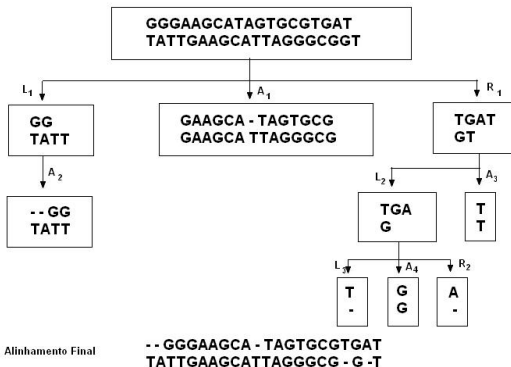 GGGAAGCATAGTGCGTGAT
TATTGAAGCATTAGGGCGGT
L1
A1
R1
GG
TATT
GAAGCA - TAGTGCG
GAAGCA TTAGGGCG
TGAT
GT
A2
L2
A3
- - GG
TATT
TGA
G
T
T
L3
A4
R2
T
-
G
G
A
-
Alinhamento Final
- - GGGAAGCA - TAGTGCGTGAT
TATTGAAGCATTAGGGCG - G -T